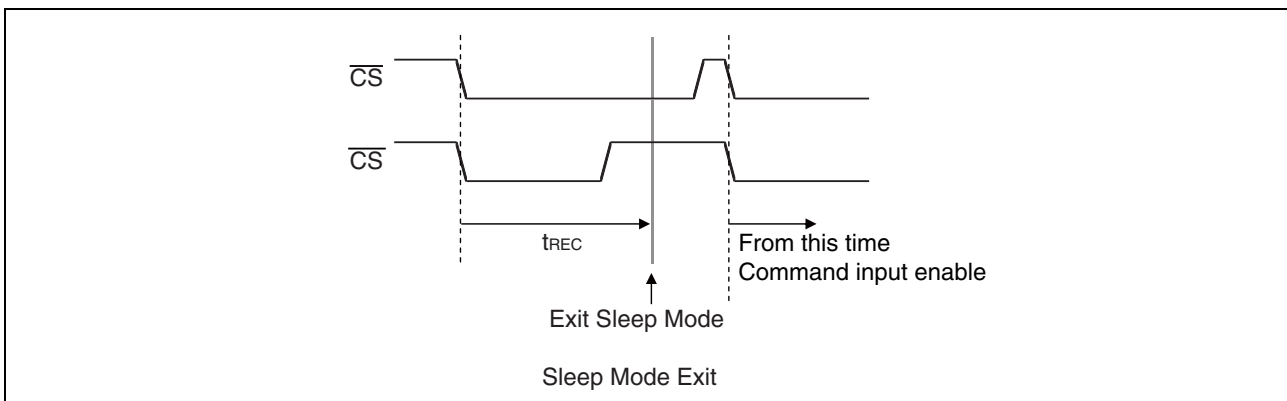 CS
CS
tREC
From this time
Command input enable
Exit Sleep Mode
Sleep Mode Exit